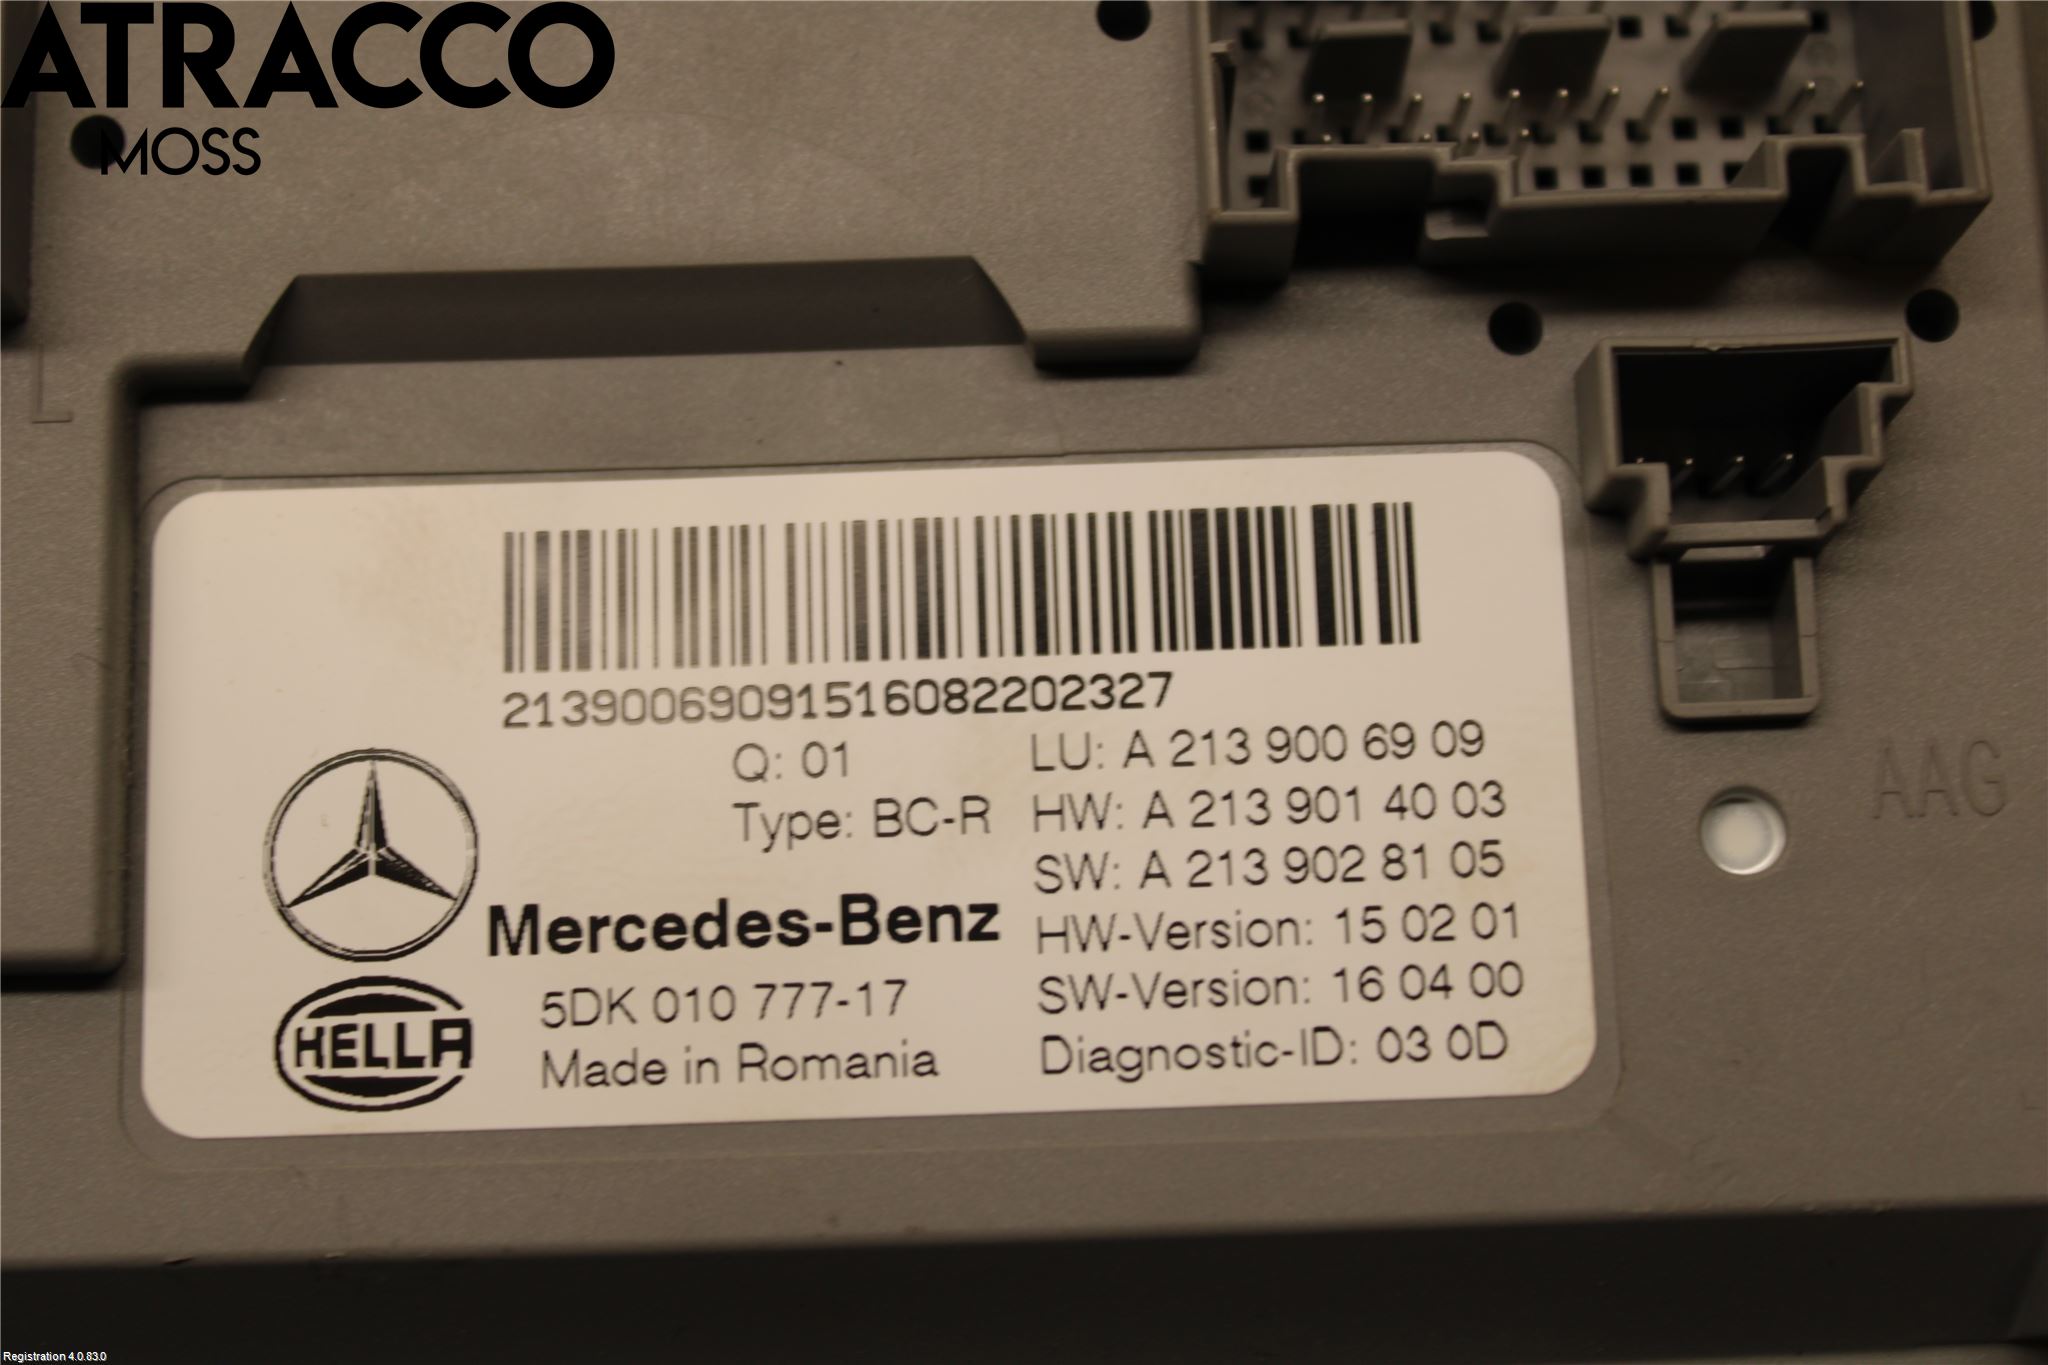 ATRACCO
MOSS
L
21390069091516082202327
Q: 01
LU: A 213 900 69 09
Type: BC-R
HW: A 213 901 40 03
SW: A 213 902 81 05
Mercedes-Benz
HW-Version: 15 02 01
5DK 010 777-17
SW-Version: 16 04 00
HELLA
Made in Romania
Diagnostic-ID: 03 0D
AAG
Registration 4.0.83.0